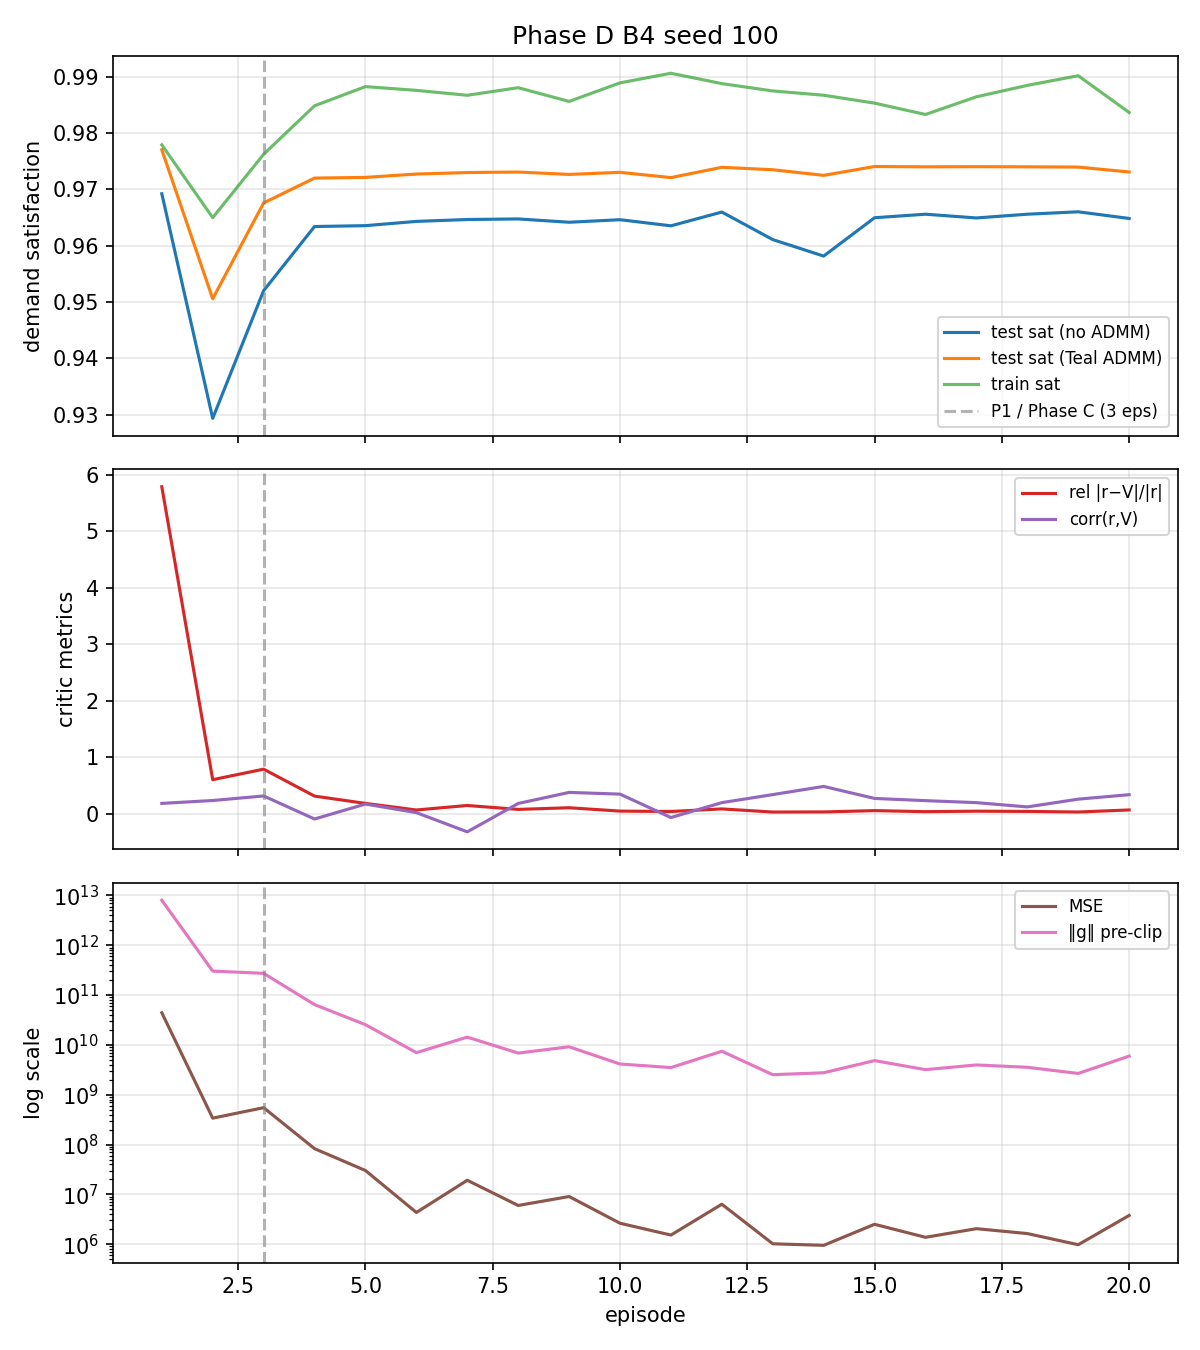 Phase D B4 seed 100
0.99
0.98
0.97
0.96
0.95
0.94
0.93
demand satisfaction
test sat (no ADMM)
test sat (Teal ADMM)
train sat
P1 / Phase C (3 eps)
6
5
4
3
2
1
0
critic metrics
rel |r−V|/|r|
corr(r,V)
10¹³
10¹²
10¹¹
10¹⁰
10⁹
10⁸
10⁷
10⁶
log scale
MSE
‖g‖ pre-clip
2.5 5.0 7.5 10.0 12.5 15.0 17.5 20.0
episode